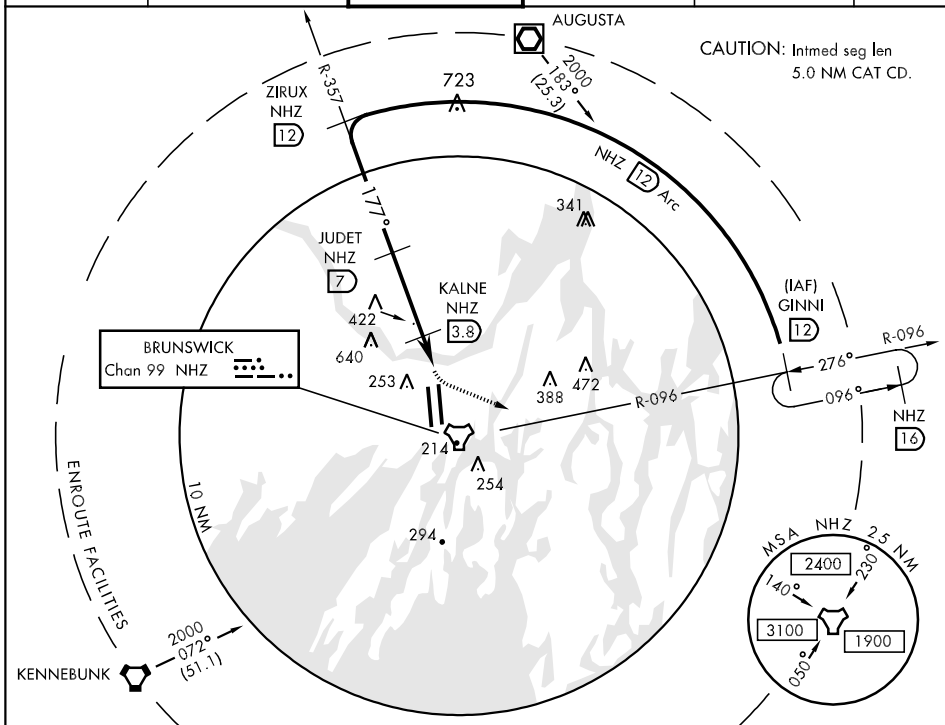 AUGUSTA
CAUTION: Intmed seg len
5.0 NM CAT CD.
2000
183°
(25.3)
R-357
ZIRUX
NHZ
12
723
NHZ 12 Arc
177°
341
JUDET
NHZ
7
KALNE
NHZ
3.8
(IAF)
GINNI
12
422
640
BRUNSWICK
Chan 99 NHZ
253
388
472
R-096
276°
R-096
096°
NHZ
16
214
254
10 NM
294
ENROUTE FACILITIES
2000
072°
(51.1)
KENNEBUNK
MSA NHZ 25 NM
2400
140°
230°
3100
1900
050°